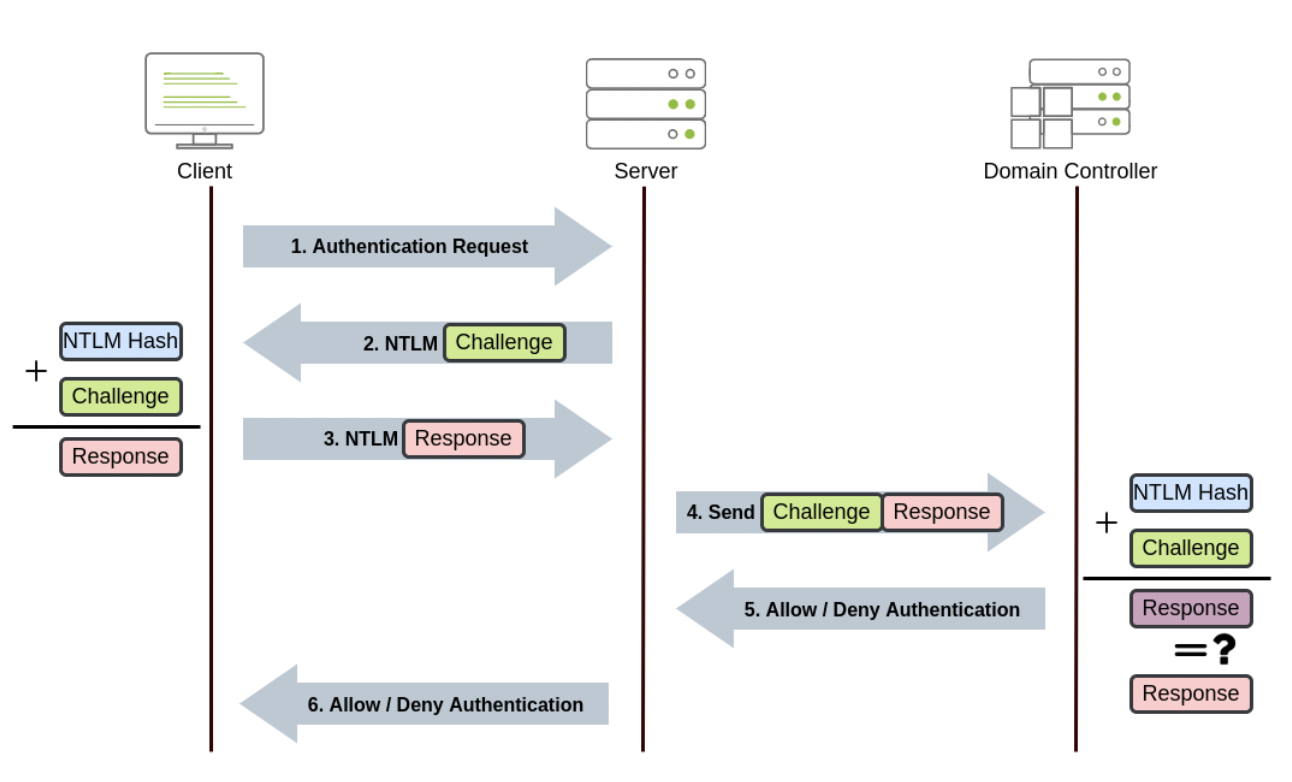 Client
Server
Domain Controller
1. Authentication Request
2. NTLM Challenge
NTLM Hash
+
Challenge
Response
3. NTLM Response
4. Send Challenge Response
NTLM Hash
+
Challenge
5. Allow / Deny Authentication
Response
=?
Response
6. Allow / Deny Authentication